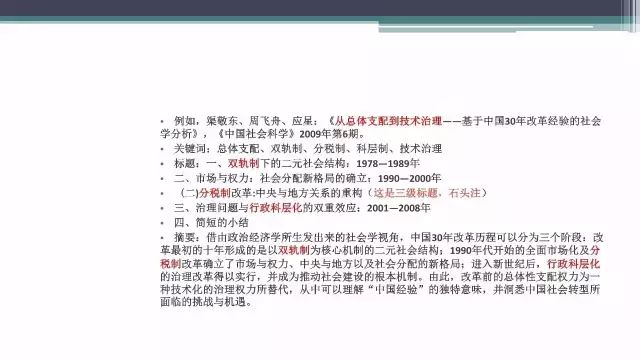 • 例如，渠敬东、周飞舟、应星：《从总体支配到技术治理——基于中国30年改革经验的社会
学分析》，《中国社会科学》2009年第6期。
• 关键词：总体支配、双轨制、分税制、科层制、技术治理
• 标题：一、双轨制下的二元社会结构：1978—1989年
• 二、市场与权力：社会分配新格局的确立：1990—2000年
• （二)分税制改革:中央与地方关系的重构（这是三级标题，石头注）
• 三、治理问题与行政科层化的双重效应：2001—2008年
• 四、简短的小结
• 摘要：借由政治经济学所生发出来的社会学视角，中国30年改革历程可以分为三个阶段：改
革最初的十年形成的是以双轨制为核心机制的二元社会结构；1990年代开始的全面市场化及分
税制改革确立了市场与权力、中央与地方以及社会分配的新格局；进入新世纪后，行政科层化
的治理改革得以实行，并成为推动社会建设的根本机制。由此，改革前的总体性支配权力为一
种技术化的治理权力所替代，从中可以理解“中国经验”的独特意味，并洞悉中国社会转型所
面临的挑战与机遇。